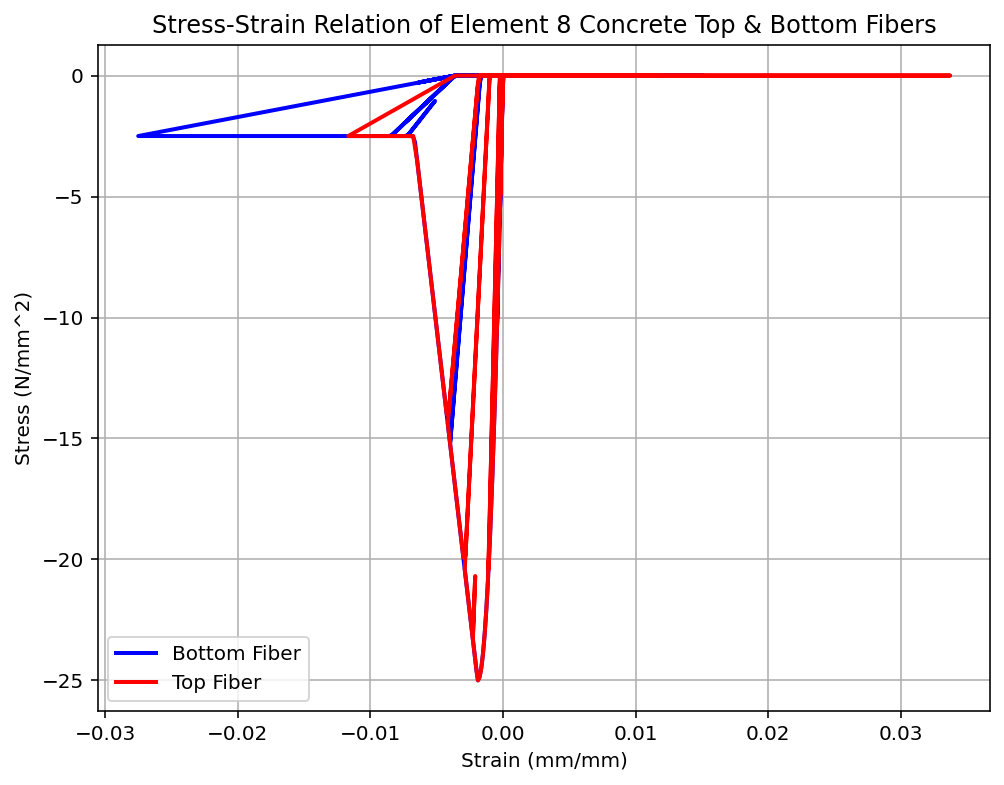 Stress-Strain Relation of Element 8 Concrete Top & Bottom Fibers
0
−5
−10
−15
−20
−25
Stress (N/mm^2)
Bottom Fiber
Top Fiber
−0.03 −0.02 −0.01 0.00 0.01 0.02 0.03
Strain (mm/mm)